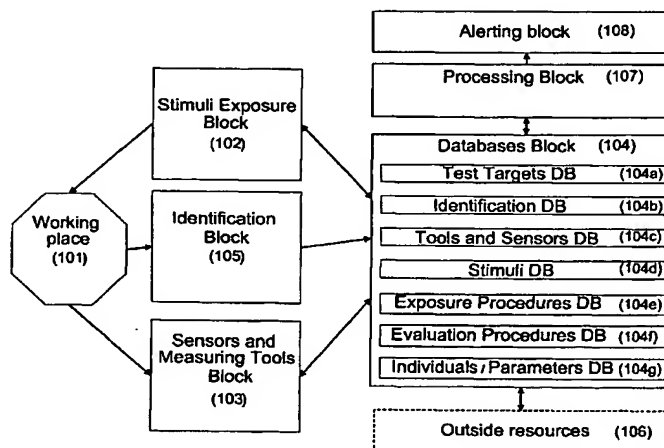 Alerting block (108)
Processing Block (107)
Stimuli Exposure
Block
(102)
Databases Block (104)
Test Targets DB (104a)
Identification DB (104b)
Tools and Sensors DB (104c)
Stimuli DB (104d)
Exposure Procedures DB (104e)
Evaluation Procedures DB (104f)
Individuals / Parameters DB (104g)
Working
place
(101)
Identification
Block
(105)
Sensors and
Measuring Tools
Block
(103)
Outside resources (106)